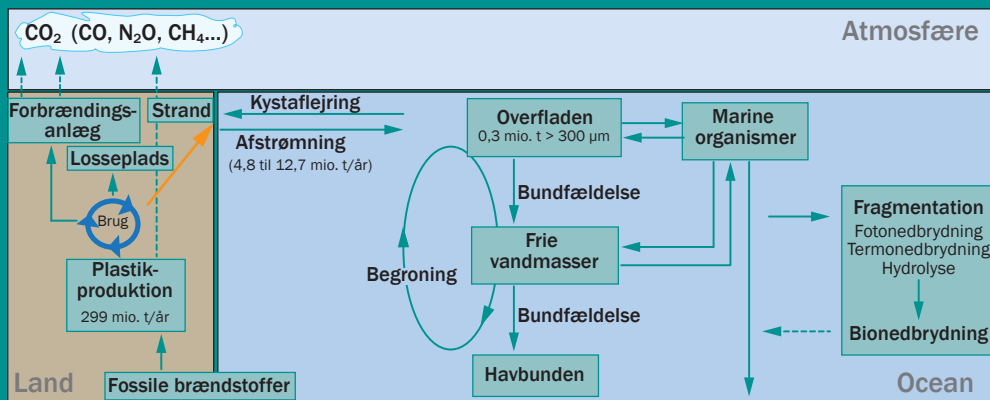 CO₂ (CO, N₂O, CH₄...)
Atmosfære
Forbrændings-
anlæg
Strand
Losseplads
Brug
Plastik-
produktion
299 mio. t/år
Fossile brændstoffer
Land
Kystaflejring
Afstrømning
(4,8 til 12,7 mio. t/år)
Overfladen
0,3 mio. t > 300 µm
Marine
organismer
Bundfældelse
Frie
vandmasser
Begroning
Bundfældelse
Havbunden
Fragmentation
Fotonedbrydning
Termonedbrydning
Hydrolyse
Bionedbrydning
Ocean